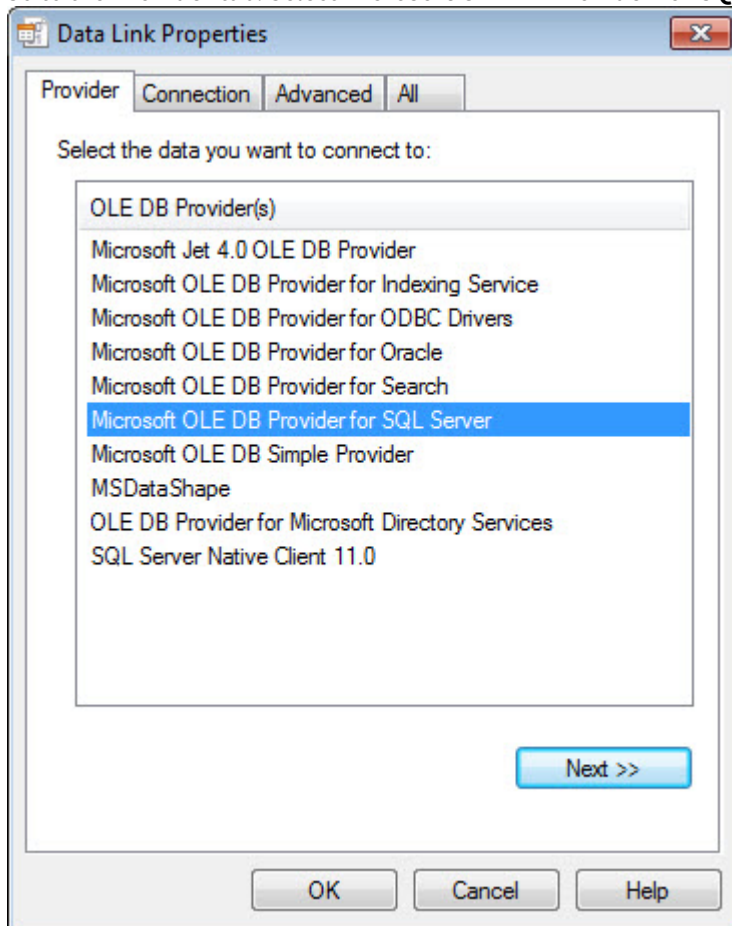 Data Link Properties
Provider Connection Advanced All
Select the data you want to connect to:
OLE DB Provider(s)
Microsoft Jet 4.0 OLE DB Provider
Microsoft OLE DB Provider for Indexing Service
Microsoft OLE DB Provider for ODBC Drivers
Microsoft OLE DB Provider for Oracle
Microsoft OLE DB Provider for Search
Microsoft OLE DB Provider for SQL Server
Microsoft OLE DB Simple Provider
MSDataShape
OLE DB Provider for Microsoft Directory Services
SQL Server Native Client 11.0
Next >>
OK Cancel Help